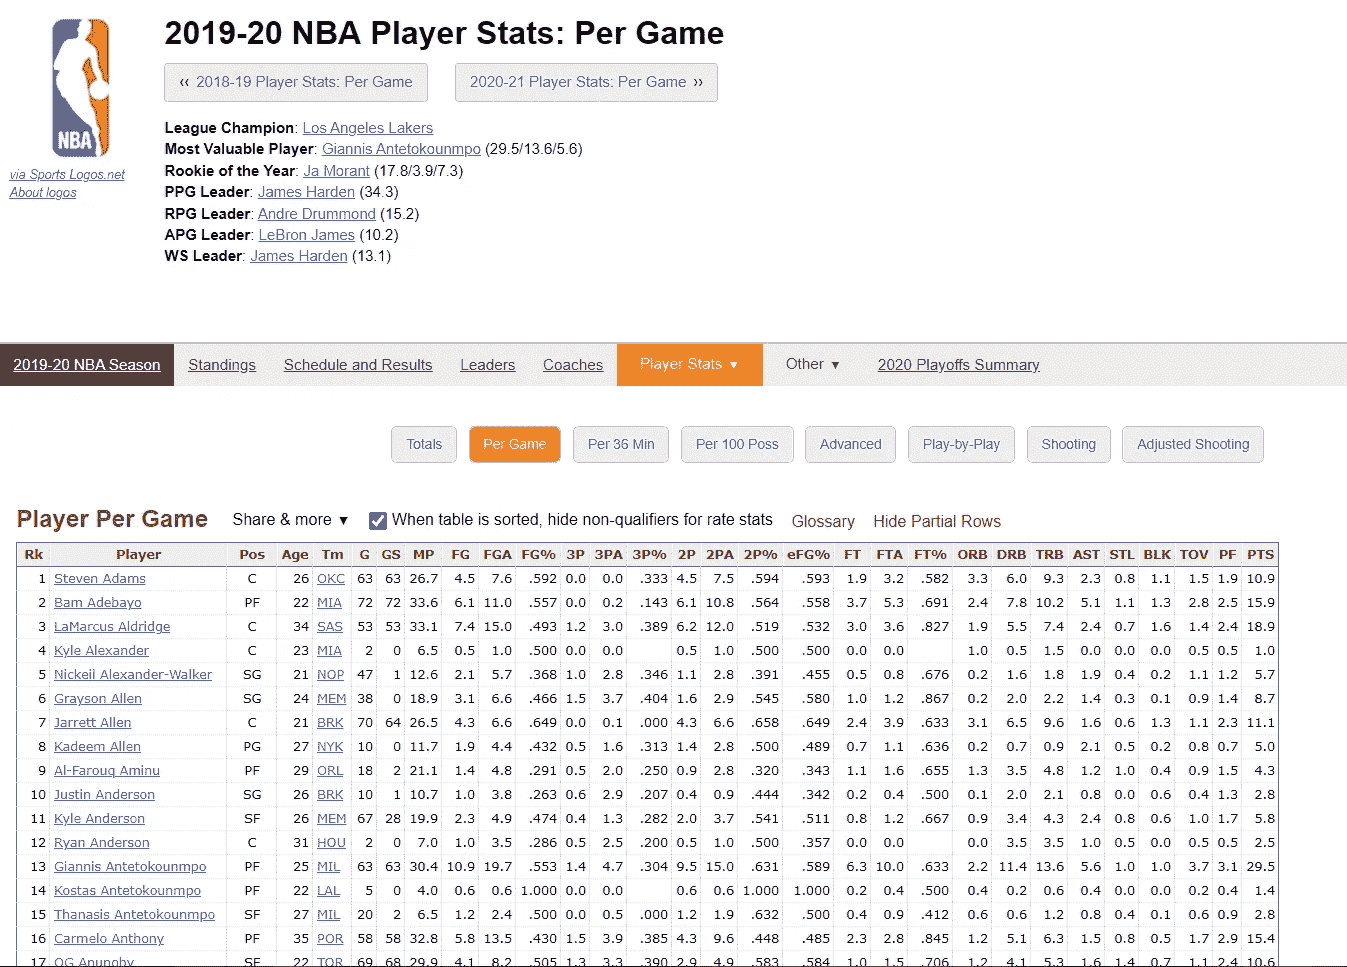 2019-20 NBA Player Stats: Per Game
‹‹ 2018-19 Player Stats: Per Game 2020-21 Player Stats: Per Game ››
League Champion: Los Angeles Lakers
Most Valuable Player: Giannis Antetokounmpo (29.5/13.6/5.6)
Rookie of the Year: Ja Morant (17.8/3.9/7.3)
PPG Leader: James Harden (34.3)
RPG Leader: Andre Drummond (15.2)
APG Leader: LeBron James (10.2)
WS Leader: James Harden (13.1)
NBA
via Sports Logos.net
About logos
2019-20 NBA Season Standings Schedule and Results Leaders Coaches Player Stats ▼ Other ▼ 2020 Playoffs Summary
Totals Per Game Per 36 Min Per 100 Poss Advanced Play-by-Play Shooting Adjusted Shooting
Player Per Game Share & more ▼ When table is sorted, hide non-qualifiers for rate stats Glossary Hide Partial Rows
Rk Player Pos Age Tm G GS MP FG FGA FG% 3P 3PA 3P% 2P 2PA 2P% eFG% FT FTA FT% ORB DRB TRB AST STL BLK TOV PF PTS
1 Steven Adams C 26 OKC 63 63 26.7 4.5 7.6 .592 0.0 0.0 .333 4.5 7.5 .594 .593 1.9 3.2 .582 3.3 6.0 9.3 2.3 0.8 1.1 1.5 1.9 10.9
2 Bam Adebayo PF 22 MIA 72 72 33.6 6.1 11.0 .557 0.0 0.2 .143 6.1 10.8 .564 .558 3.7 5.3 .691 2.4 7.8 10.2 5.1 1.1 1.3 2.8 2.5 15.9
3 LaMarcus Aldridge C 34 SAS 53 53 33.1 7.4 15.0 .493 1.2 3.0 .389 6.2 12.0 .519 .532 3.0 3.6 .827 1.9 5.5 7.4 2.4 0.7 1.6 1.4 2.4 18.9
4 Kyle Alexander C 23 MIA 2 0 6.5 0.5 1.0 .500 0.0 0.0 0.5 1.0 .500 .500 0.0 0.0 1.0 0.5 1.5 0.0 0.0 0.0 0.5 0.5 1.0
5 Nickeil Alexander-Walker SG 21 NOP 47 1 12.6 2.1 5.7 .368 1.0 2.8 .346 1.1 2.8 .391 .455 0.5 0.8 .676 0.2 1.6 1.8 1.9 0.4 0.2 1.1 1.2 5.7
6 Grayson Allen SG 24 MEM 38 0 18.9 3.1 6.6 .466 1.5 3.7 .404 1.6 2.9 .545 .580 1.0 1.2 .867 0.2 2.0 2.2 1.4 0.3 0.1 0.9 1.4 8.7
7 Jarrett Allen C 21 BRK 70 64 26.5 4.3 6.6 .649 0.0 0.1 .000 4.3 6.6 .658 .649 2.4 3.9 .633 3.1 6.5 9.6 1.6 0.6 1.3 1.1 2.3 11.1
8 Kadeem Allen PG 27 NYK 10 0 11.7 1.9 4.4 .432 0.5 1.6 .313 1.4 2.8 .500 .489 0.7 1.1 .636 0.2 0.7 0.9 2.1 0.5 0.2 0.8 0.7 5.0
9 Al-Farouq Aminu PF 29 ORL 18 2 21.1 1.4 4.8 .291 0.5 2.0 .250 0.9 2.8 .320 .343 1.1 1.6 .655 1.3 3.5 4.8 1.2 1.0 0.4 0.9 1.5 4.3
10 Justin Anderson SG 26 BRK 10 1 10.7 1.0 3.8 .263 0.6 2.9 .207 0.4 0.9 .444 .342 0.2 0.4 .500 0.1 2.0 2.1 0.8 0.0 0.6 0.4 1.3 2.8
11 Kyle Anderson SF 26 MEM 67 28 19.9 2.3 4.9 .474 0.4 1.3 .282 2.0 3.7 .541 .511 0.8 1.2 .667 0.9 3.4 4.3 2.4 0.8 0.6 1.0 1.7 5.8
12 Ryan Anderson C 31 HOU 2 0 7.0 1.0 3.5 .286 0.5 2.5 .200 0.5 1.0 .500 .357 0.0 0.0 0.0 3.5 3.5 1.0 0.5 0.0 0.5 0.5 2.5
13 Giannis Antetokounmpo PF 25 MIL 63 63 30.4 10.9 19.7 .553 1.4 4.7 .304 9.5 15.0 .631 .589 6.3 10.0 .633 2.2 11.4 13.6 5.6 1.0 1.0 3.7 3.1 29.5
14 Kostas Antetokounmpo PF 22 LAL 5 0 4.0 0.6 0.6 1.000 0.0 0.0 0.6 0.6 1.000 1.000 0.2 0.4 .500 0.4 0.2 0.6 0.4 0.0 0.0 0.2 0.4 1.4
15 Thanasis Antetokounmpo SF 27 MIL 20 2 6.5 1.2 2.4 .500 0.0 0.5 .000 1.2 1.9 .632 .500 0.4 0.9 .412 0.6 0.6 1.2 0.8 0.4 0.1 0.6 0.9 2.8
16 Carmelo Anthony PF 35 POR 58 58 32.8 5.8 13.5 .430 1.5 3.9 .385 4.3 9.6 .448 .485 2.3 2.8 .845 1.2 5.1 6.3 1.5 0.8 0.5 1.7 2.9 15.4
17 OG Anunoby SF 22 TOR 69 68 29.9 4.1 8.2 .505 1.3 3.3 .390 2.9 4.9 .583 .584 1.0 1.5 .706 1.2 4.1 5.3 1.6 1.4 0.7 1.1 2.4 10.6